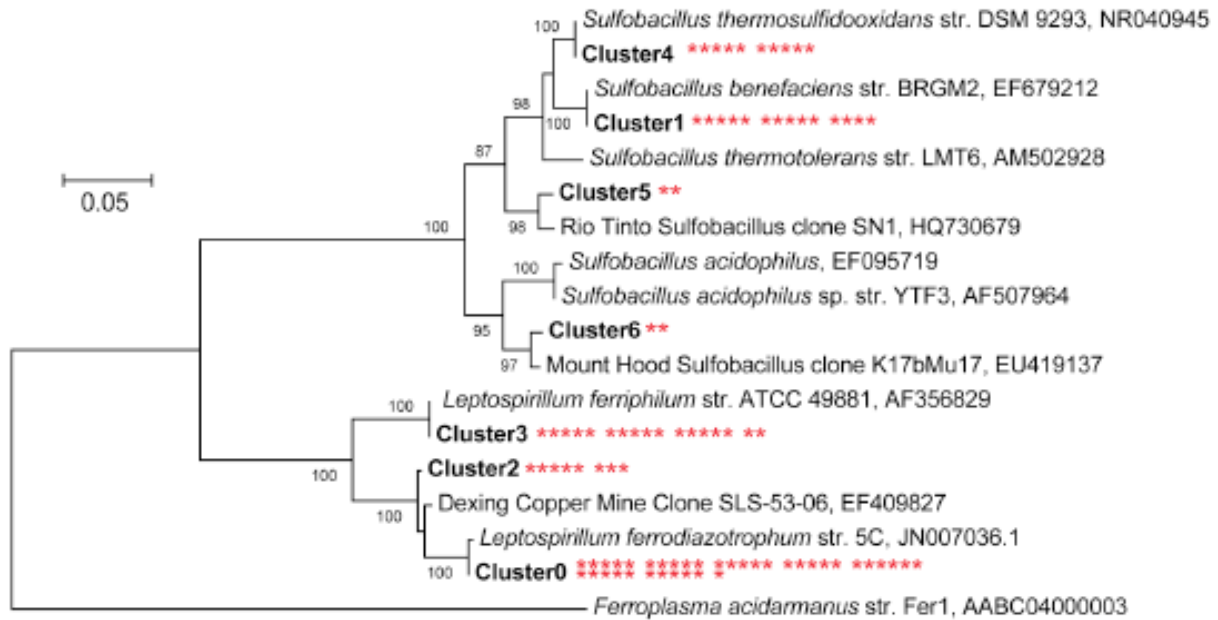 100 Sulfobacillus thermosulfidooxidans str. DSM 9293, NR040945
Cluster4 ***** *****
Sulfobacillus benefaciens str. BRGM2, EF679212
98
100 Cluster1 ***** ***** ****
Sulfobacillus thermotolerans str. LMT6, AM502928
87
0.05
Cluster5 **
98 Rio Tinto Sulfobacillus clone SN1, HQ730679
100
100 Sulfobacillus acidophilus, EF095719
Sulfobacillus acidophilus sp. str. YTF3, AF507964
95 Cluster6 **
97 Mount Hood Sulfobacillus clone K17bMu17, EU419137
100 Leptospirillum ferriphilum str. ATCC 49881, AF356829
Cluster3 ***** ***** ***** **
100 Cluster2 ***** ***
Dexing Copper Mine Clone SLS-53-06, EF409827
100
Leptospirillum ferrodiazotrophum str. 5C, JN007036.1
100 Cluster0 ***** ***** ***** ***** ******
***** ***** *
Ferroplasma acidarmanus str. Fer1, AABC04000003